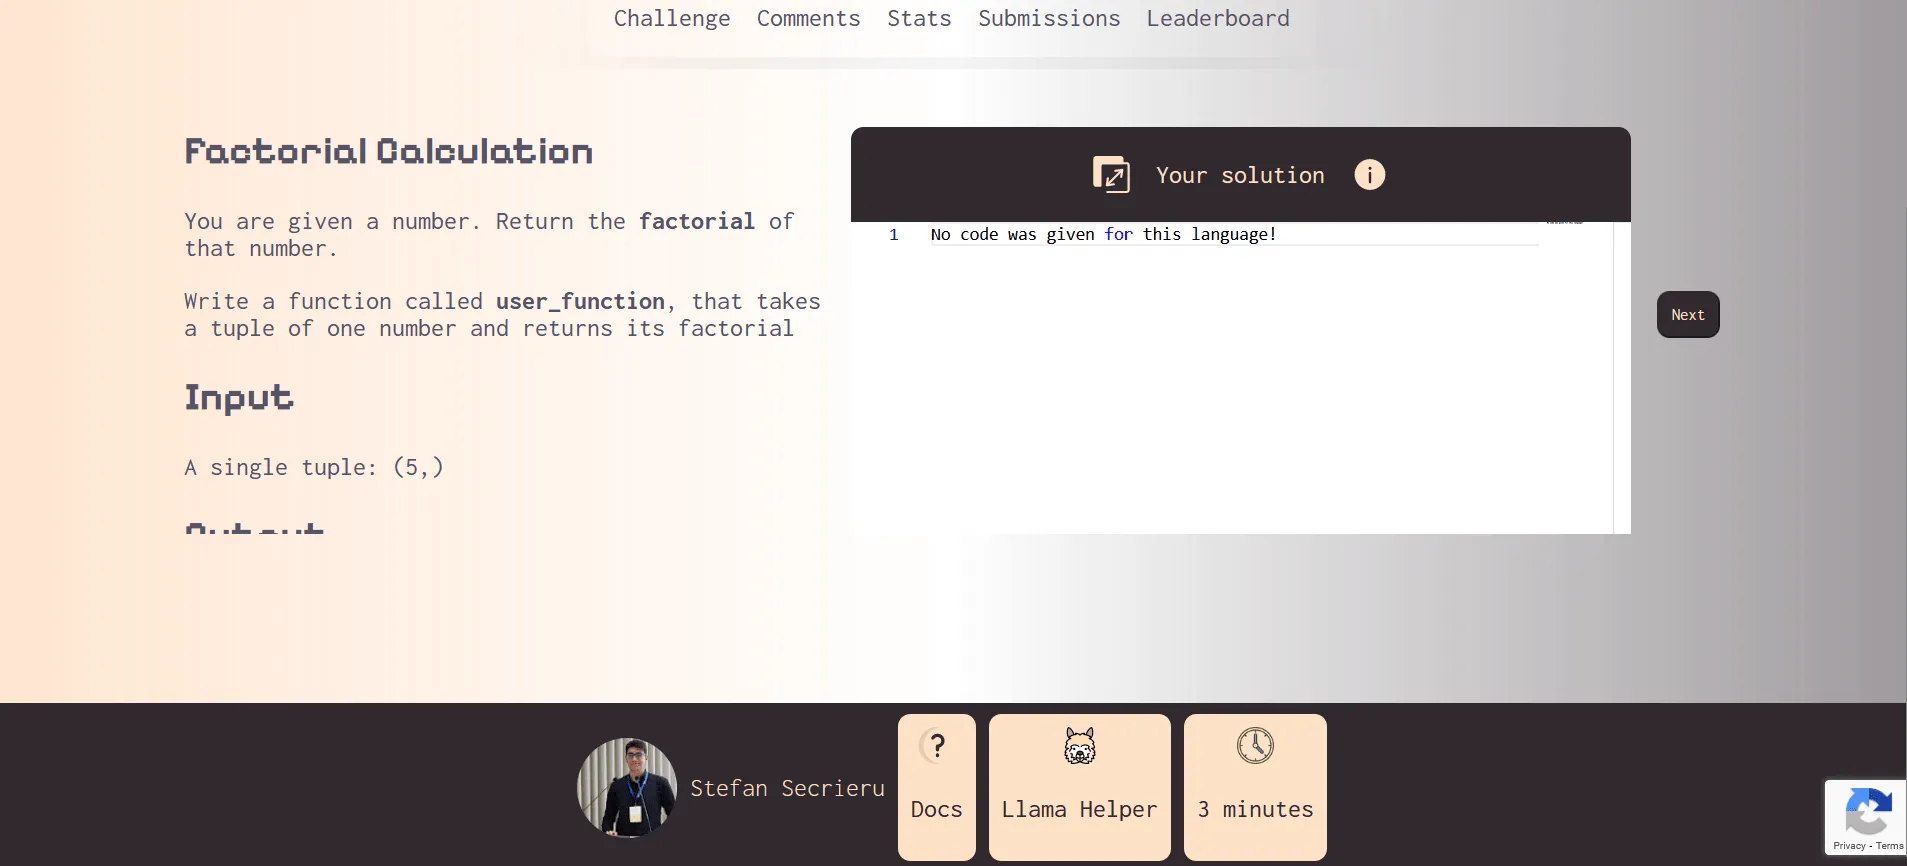 Challenge Comments Stats Submissions Leaderboard
Factorial Calculation
You are given a number. Return the factorial of
that number.
Write a function called user_function, that takes
a tuple of one number and returns its factorial
Input
A single tuple: (5,)
Output
Your solution i
1 No code was given for this language!
Next
Stefan Secrieru
? Docs
Llama Helper
3 minutes
Privacy - Terms